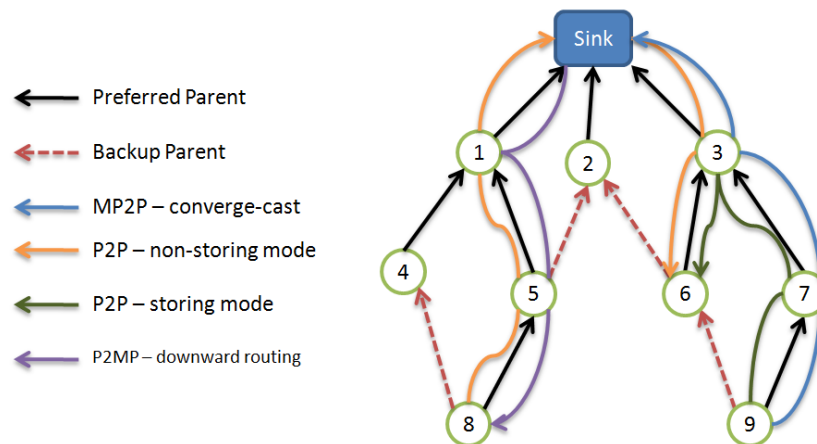 Sink
Preferred Parent
Backup Parent
MP2P – converge-cast
P2P – non-storing mode
P2P – storing mode
P2MP – downward routing
1
2
3
4
5
6
7
8
9